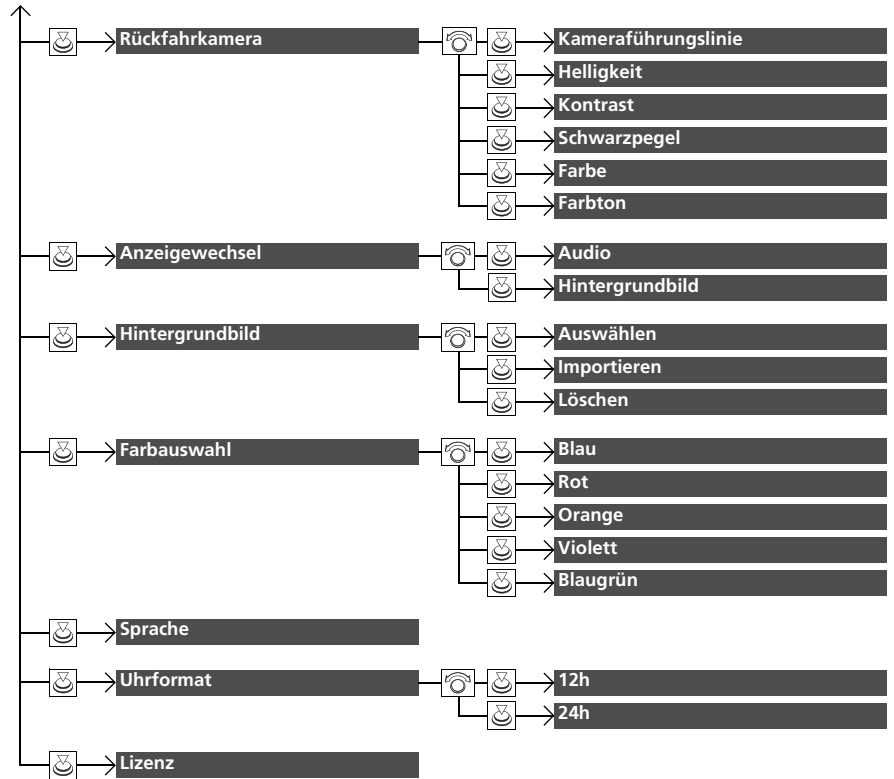 Rückfahrkamera
Kameraführungslinie
Helligkeit
Kontrast
Schwarzpegel
Farbe
Farbton
Anzeigewechsel
Audio
Hintergrundbild
Hintergrundbild
Auswählen
Importieren
Löschen
Farbauswahl
Blau
Rot
Orange
Violett
Blaugrün
Sprache
Uhrformat
12h
24h
Lizenz